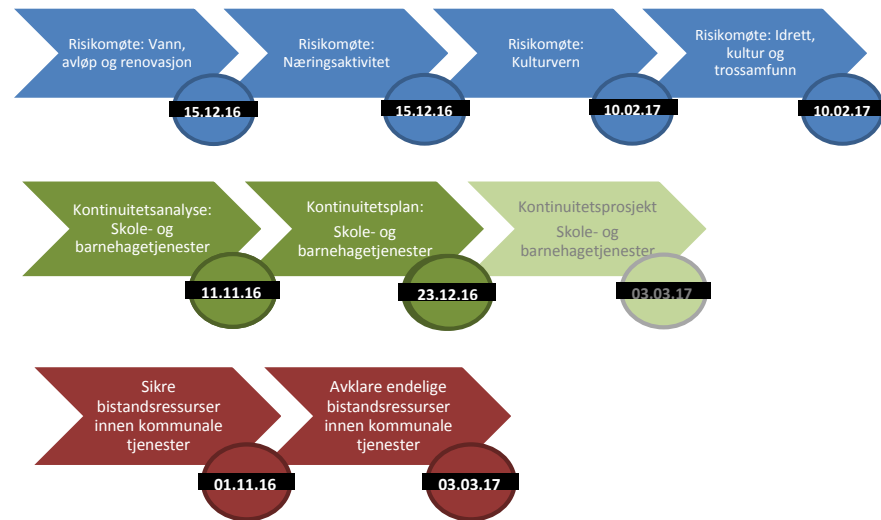 Risikomøte: Vann,
avløp og renovasjon
15.12.16
Risikomøte:
Næringsaktivitet
15.12.16
Risikomøte:
Kulturvern
10.02.17
Risikomøte: Idrett,
kultur og
trossamfunn
10.02.17
Kontinuitetsanalyse:
Skole- og
barnehagetjenester
11.11.16
Kontinuitetsplan:
Skole- og
barnehagetjenester
23.12.16
Kontinuitetsprosjekt
Skole- og
barnehagetjenester
03.03.17
Sikre
bistandsressurser
innen kommunale
tjenester
01.11.16
Avklare endelige
bistandsressurser
innen kommunale
tjenester
03.03.17